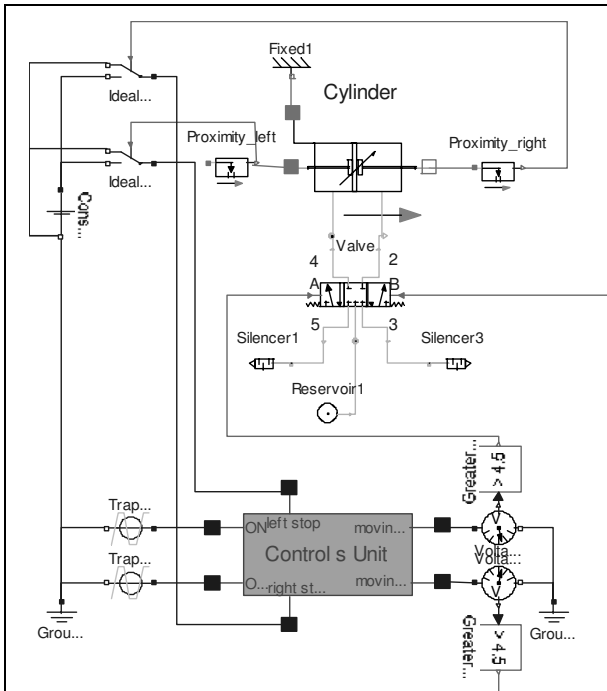 Fixed1
Cylinder
Ideal...
Proximity_left
Proximity_right
Ideal...
Cons...
Valve
4
2
A
B
5
3
Silencer1
Silencer3
Reservoir1
Greater...
> 4.5
Trap...
ON
left stop
movin...
V
Volta...
Control s Unit
Trap...
O...
right st...
movin...
Volta...
V
Grou...
Grou...
Greater...
> 4.5